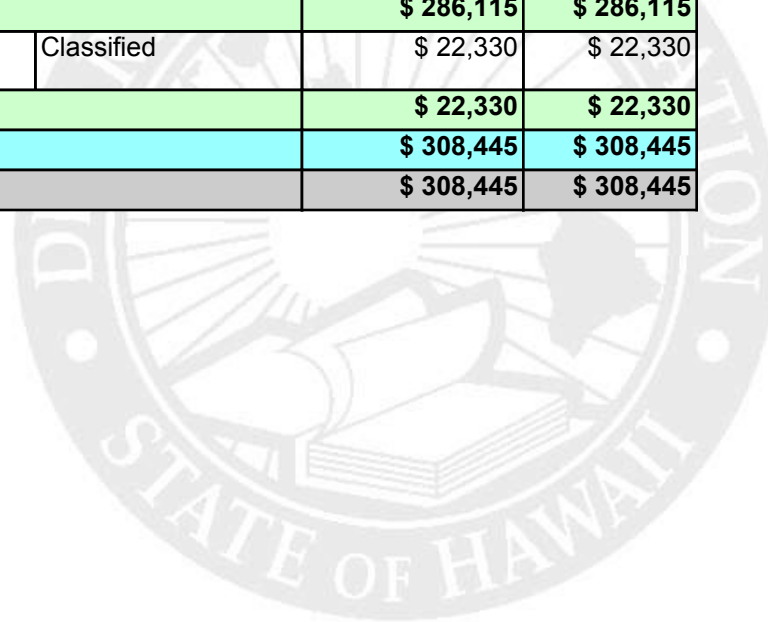 $ 286,115 $ 286,115
Classified $ 22,330 $ 22,330
$ 22,330 $ 22,330
$ 308,445 $ 308,445
$ 308,445 $ 308,445
STATE OF HAWAII